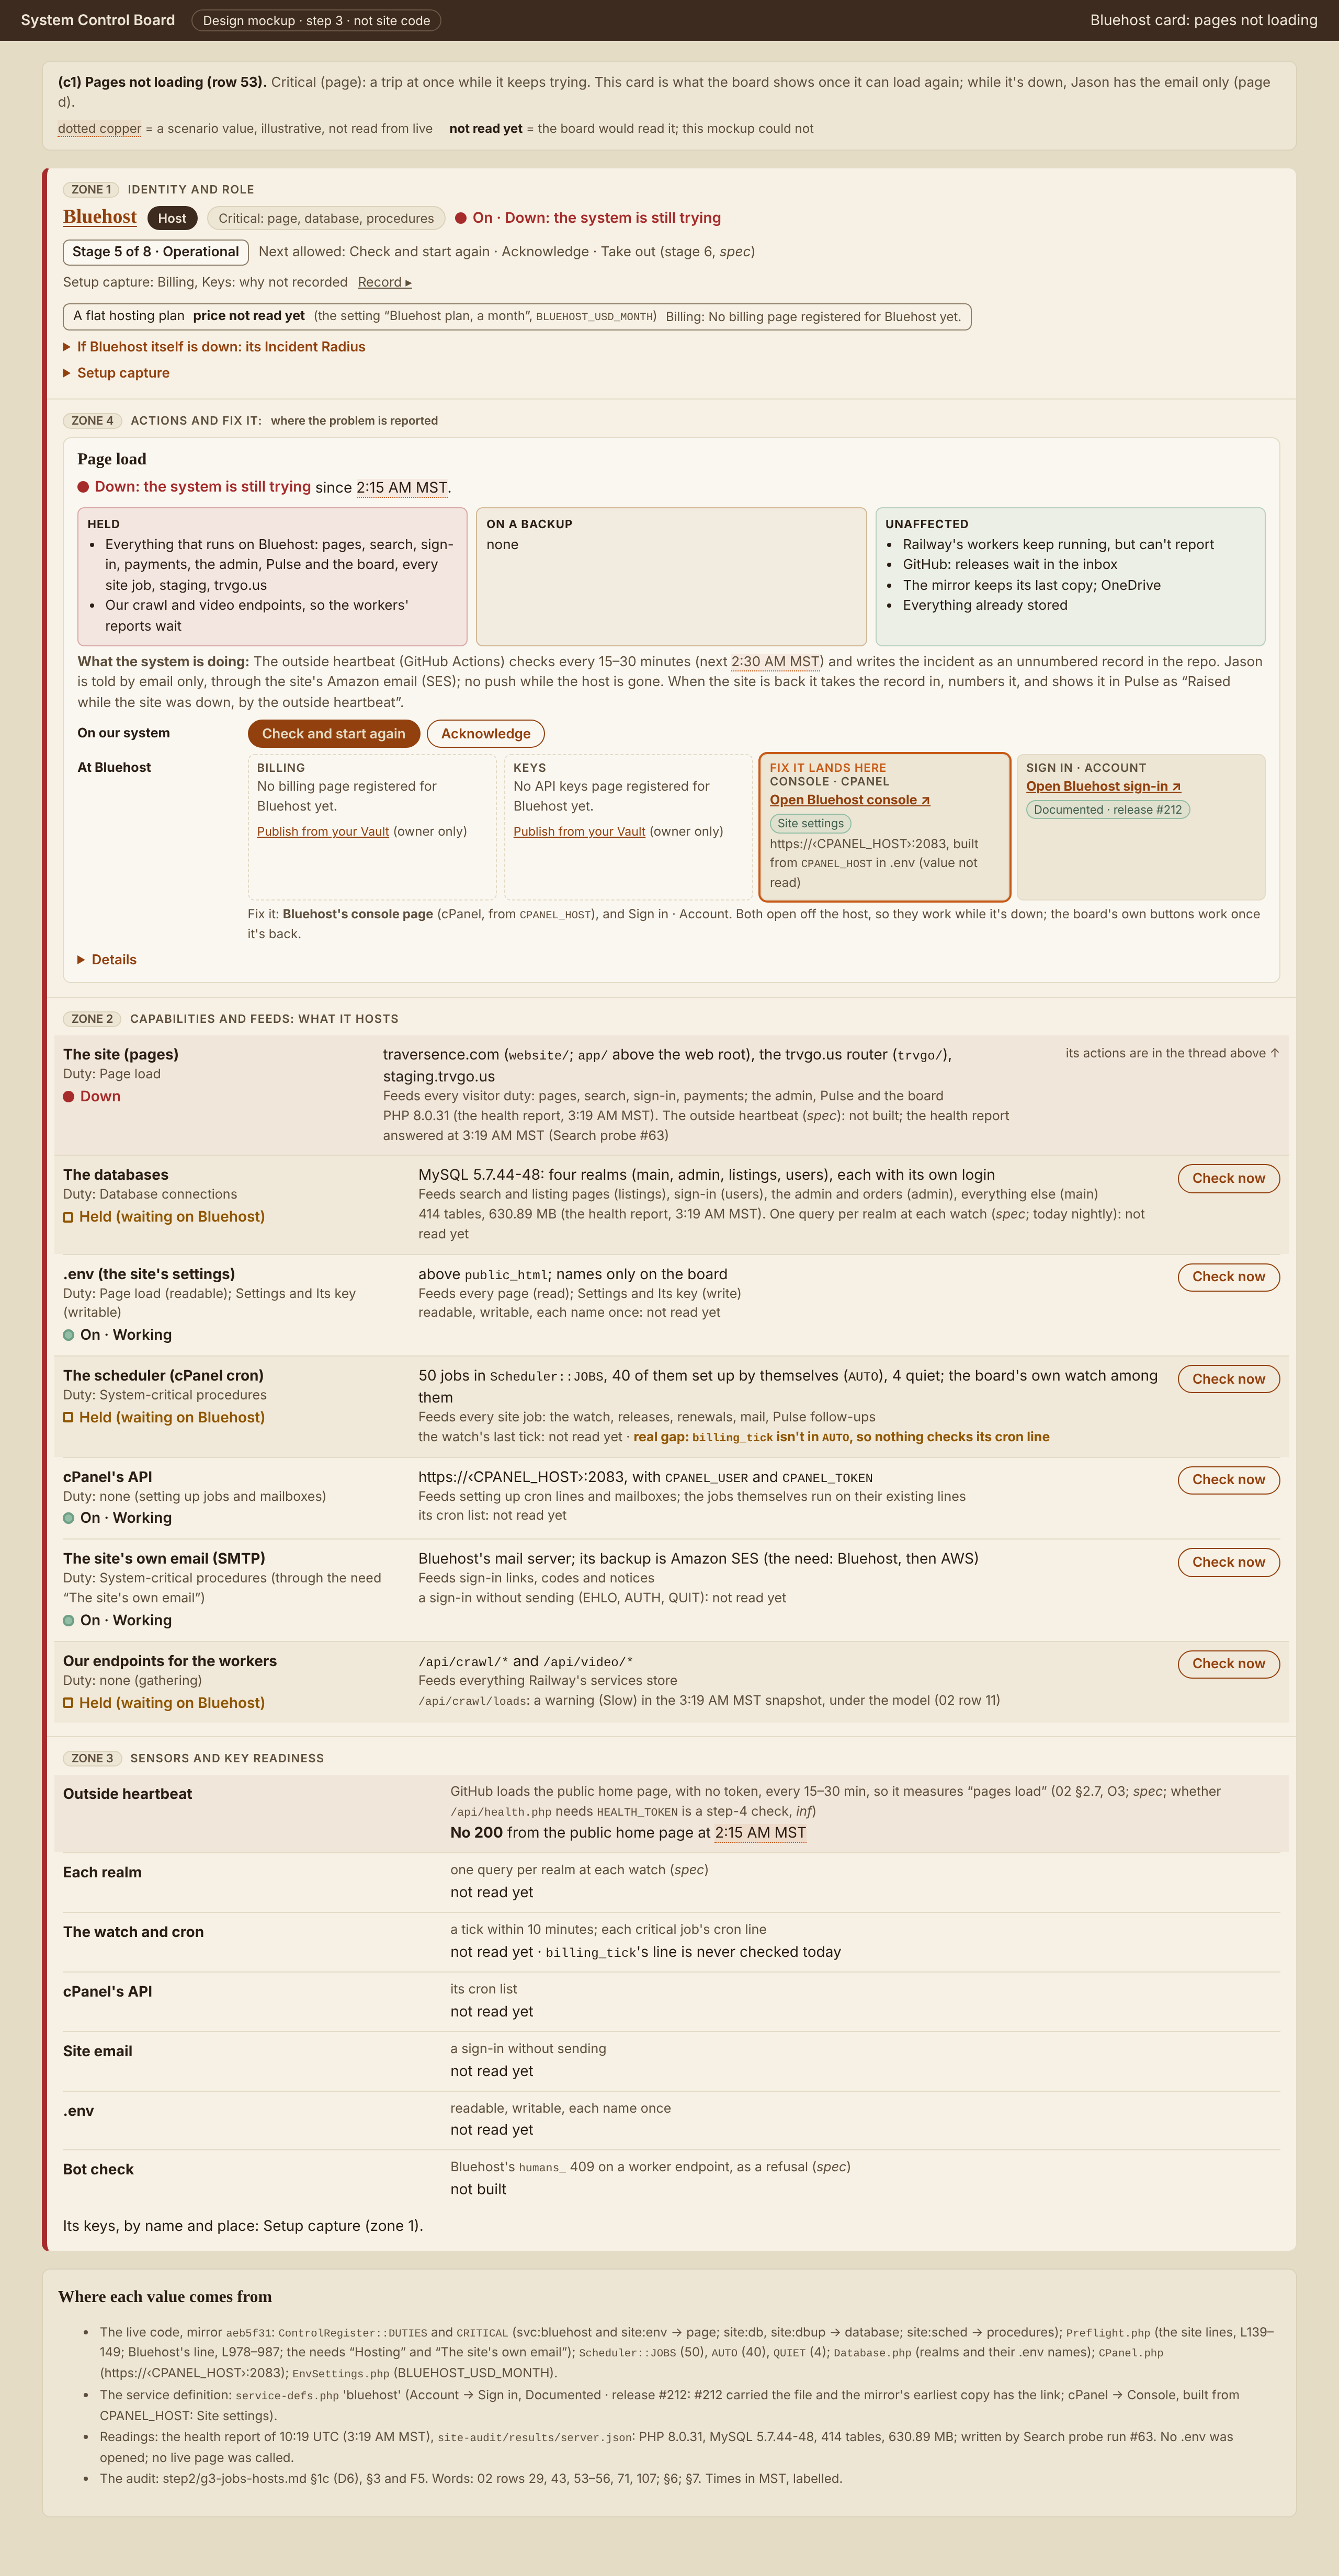 System Control Board
Design mockup · step 3 · not site code
Bluehost card: pages not loading
(c1) Pages not loading (row 53). Critical (page): a trip at once while it keeps trying. This card is what the board shows once it can load again; while it's down, Jason has the email only (page
d).
dotted copper = a scenario value, illustrative, not read from live not read yet = the board would read it; this mockup could not
ZONE 1 IDENTITY AND ROLE
Bluehost Host Critical: page, database, procedures On · Down: the system is still trying
Stage 5 of 8 · Operational Next allowed: Check and start again · Acknowledge · Take out (stage 6, spec)
Setup capture: Billing, Keys: why not recorded Record ▸
A flat hosting plan price not read yet (the setting “Bluehost plan, a month”, BLUEHOST_USD_MONTH) Billing: No billing page registered for Bluehost yet.
▶ If Bluehost itself is down: its Incident Radius
▶ Setup capture
ZONE 4 ACTIONS AND FIX IT: where the problem is reported
Page load
Down: the system is still trying since 2:15 AM MST.
HELD
• Everything that runs on Bluehost: pages, search, sign-
in, payments, the admin, Pulse and the board, every
site job, staging, trvgo.us
• Our crawl and video endpoints, so the workers'
reports wait
ON A BACKUP
none
UNAFFECTED
• Railway's workers keep running, but can't report
• GitHub: releases wait in the inbox
• The mirror keeps its last copy; OneDrive
• Everything already stored
What the system is doing: The outside heartbeat (GitHub Actions) checks every 15–30 minutes (next 2:30 AM MST) and writes the incident as an unnumbered record in the repo. Jason
is told by email only, through the site's Amazon email (SES); no push while the host is gone. When the site is back it takes the record in, numbers it, and shows it in Pulse as “Raised
while the site was down, by the outside heartbeat”.
On our system
Check and start again
Acknowledge
At Bluehost
BILLING
No billing page registered for
Bluehost yet.
Publish from your Vault (owner only)
KEYS
No API keys page registered for
Bluehost yet.
Publish from your Vault (owner only)
FIX IT LANDS HERE
CONSOLE · CPANEL
Open Bluehost console ↗
Site settings
https://‹CPANEL_HOST›:2083, built
from CPANEL_HOST in .env (value not
read)
SIGN IN · ACCOUNT
Open Bluehost sign-in ↗
Documented · release #212
Fix it: Bluehost's console page (cPanel, from CPANEL_HOST), and Sign in · Account. Both open off the host, so they work while it's down; the board's own buttons work once
it's back.
▶ Details
ZONE 2 CAPABILITIES AND FEEDS: WHAT IT HOSTS
The site (pages)
Duty: Page load
Down
traversence.com (website/; app/ above the web root), the trvgo.us router (trvgo/),
staging.trvgo.us
Feeds every visitor duty: pages, search, sign-in, payments; the admin, Pulse and the board
PHP 8.0.31 (the health report, 3:19 AM MST). The outside heartbeat (spec): not built; the health report
answered at 3:19 AM MST (Search probe #63)
its actions are in the thread above ↑
The databases
Duty: Database connections
Held (waiting on Bluehost)
MySQL 5.7.44-48: four realms (main, admin, listings, users), each with its own login
Feeds search and listing pages (listings), sign-in (users), the admin and orders (admin), everything else (main)
414 tables, 630.89 MB (the health report, 3:19 AM MST). One query per realm at each watch (spec; today nightly): not
read yet
Check now
.env (the site's settings)
Duty: Page load (readable); Settings and Its key
(writable)
On · Working
above public_html; names only on the board
Feeds every page (read); Settings and Its key (write)
readable, writable, each name once: not read yet
Check now
The scheduler (cPanel cron)
Duty: System-critical procedures
Held (waiting on Bluehost)
50 jobs in Scheduler::JOBS, 40 of them set up by themselves (AUTO), 4 quiet; the board's own watch among
them
Feeds every site job: the watch, releases, renewals, mail, Pulse follow-ups
the watch's last tick: not read yet · real gap: billing_tick isn't in AUTO, so nothing checks its cron line
Check now
cPanel's API
Duty: none (setting up jobs and mailboxes)
On · Working
https://‹CPANEL_HOST›:2083, with CPANEL_USER and CPANEL_TOKEN
Feeds setting up cron lines and mailboxes; the jobs themselves run on their existing lines
its cron list: not read yet
Check now
The site's own email (SMTP)
Duty: System-critical procedures (through the need
“The site's own email”)
On · Working
Bluehost's mail server; its backup is Amazon SES (the need: Bluehost, then AWS)
Feeds sign-in links, codes and notices
a sign-in without sending (EHLO, AUTH, QUIT): not read yet
Check now
Our endpoints for the workers
Duty: none (gathering)
Held (waiting on Bluehost)
/api/crawl/* and /api/video/*
Feeds everything Railway's services store
/api/crawl/loads: a warning (Slow) in the 3:19 AM MST snapshot, under the model (02 row 11)
Check now
ZONE 3 SENSORS AND KEY READINESS
Outside heartbeat
GitHub loads the public home page, with no token, every 15–30 min, so it measures “pages load” (02 §2.7, O3; spec; whether
/api/health.php needs HEALTH_TOKEN is a step-4 check, inf)
No 200 from the public home page at 2:15 AM MST
Each realm
one query per realm at each watch (spec)
not read yet
The watch and cron
a tick within 10 minutes; each critical job's cron line
not read yet · billing_tick's line is never checked today
cPanel's API
its cron list
not read yet
Site email
a sign-in without sending
not read yet
.env
readable, writable, each name once
not read yet
Bot check
Bluehost's humans_ 409 on a worker endpoint, as a refusal (spec)
not built
Its keys, by name and place: Setup capture (zone 1).
Where each value comes from
• The live code, mirror aeb5f31: ControlRegister::DUTIES and CRITICAL (svc:bluehost and site:env → page; site:db, site:dbup → database; site:sched → procedures); Preflight.php (the site lines, L139–
149; Bluehost's line, L978–987; the needs “Hosting” and “The site's own email”); Scheduler::JOBS (50), AUTO (40), QUIET (4); Database.php (realms and their .env names); CPanel.php
(https://‹CPANEL_HOST›:2083); EnvSettings.php (BLUEHOST_USD_MONTH).
• The service definition: service-defs.php 'bluehost' (Account → Sign in, Documented · release #212: #212 carried the file and the mirror's earliest copy has the link; cPanel → Console, built from
CPANEL_HOST: Site settings).
• Readings: the health report of 10:19 UTC (3:19 AM MST), site-audit/results/server.json: PHP 8.0.31, MySQL 5.7.44-48, 414 tables, 630.89 MB; written by Search probe run #63. No .env was
opened; no live page was called.
• The audit: step2/g3-jobs-hosts.md §1c (D6), §3 and F5. Words: 02 rows 29, 43, 53–56, 71, 107; §6; §7. Times in MST, labelled.